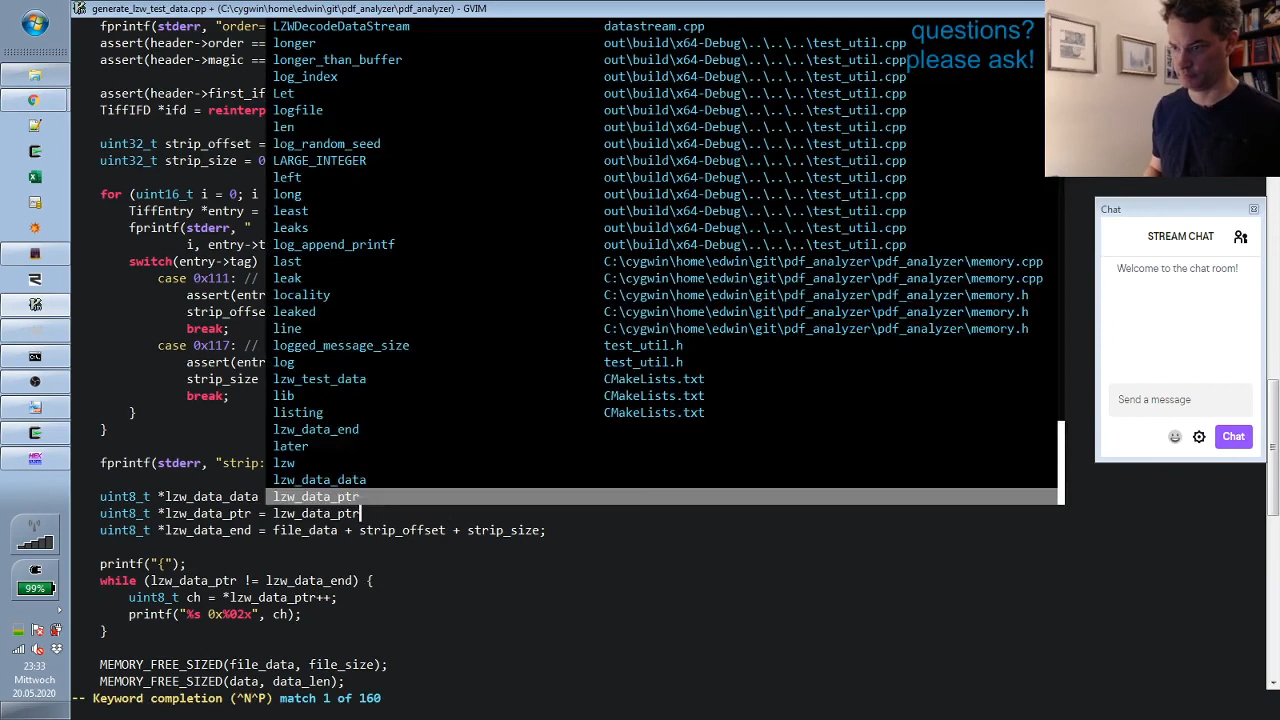 generate_lzw_test_data.cpp + (C:\cygwin\home\edwin\git\pdf_analyzer\pdf_analyzer) - GVIM
fprintf(stderr, "order=
LZWDecodeDataStream datastream.cpp
questions?
assert(header->order ==
longer out\build\x64-Debug\..\..\..\test_util.cpp
assert(header->magic ==
longer_than_buffer out\build\x64-Debug\..\..\..\test_util.cpp
please ask!
log_index out\build\x64-Debug\..\..\..\test_util.cpp
assert(header->first_if
Let out\build\x64-Debug\..\..\..\test_util.cpp
TiffIFD *ifd = reinterp
logfile out\build\x64-Debug\..\..\..\test_util.cpp
len out\build\x64-Debug\..\..\..\test_util.cpp
uint32_t strip_offset =
log_random_seed out\build\x64-Debug\..\..\..\test_util.cpp
uint32_t strip_size = 0
LARGE_INTEGER out\build\x64-Debug\..\..\..\test_util.cpp
left out\build\x64-Debug\..\..\..\test_util.cpp
for (uint16_t i = 0; i
long out\build\x64-Debug\..\..\..\test_util.cpp
TiffEntry *entry =
least out\build\x64-Debug\..\..\..\test_util.cpp
fprintf(stderr, "
leaks out\build\x64-Debug\..\..\..\test_util.cpp
i, entry->t
log_append_printf out\build\x64-Debug\..\..\..\test_util.cpp
switch(entry->tag)
last C:\cygwin\home\edwin\git\pdf_analyzer\pdf_analyzer\memory.cpp
case 0x111: //
leak C:\cygwin\home\edwin\git\pdf_analyzer\pdf_analyzer\memory.cpp
assert(entr
locality C:\cygwin\home\edwin\git\pdf_analyzer\pdf_analyzer\memory.h
strip_offse
leaked C:\cygwin\home\edwin\git\pdf_analyzer\pdf_analyzer\memory.h
break;
line C:\cygwin\home\edwin\git\pdf_analyzer\pdf_analyzer\memory.h
case 0x117: //
logged_message_size test_util.h
assert(entr
log test_util.h
strip_size
lzw_test_data CMakeLists.txt
break;
lib CMakeLists.txt
}
listing CMakeLists.txt
}
lzw_data_end
later
fprintf(stderr, "strip:
lzw
lzw_data_data
uint8_t *lzw_data_data
lzw_data_ptr
uint8_t *lzw_data_ptr = lzw_data_ptr
uint8_t *lzw_data_end = file_data + strip_offset + strip_size;
printf("{");
while (lzw_data_ptr != lzw_data_end) {
uint8_t ch = *lzw_data_ptr++;
printf("%s 0x%02x", ch);
}
MEMORY_FREE_SIZED(file_data, file_size);
MEMORY_FREE_SIZED(data, data_len);
-- Keyword completion (^N^P) match 1 of 160
Chat
STREAM CHAT
Welcome to the chat room!
Send a message
Chat
HEX
99%
23:33
Mittwoch
20.05.2020